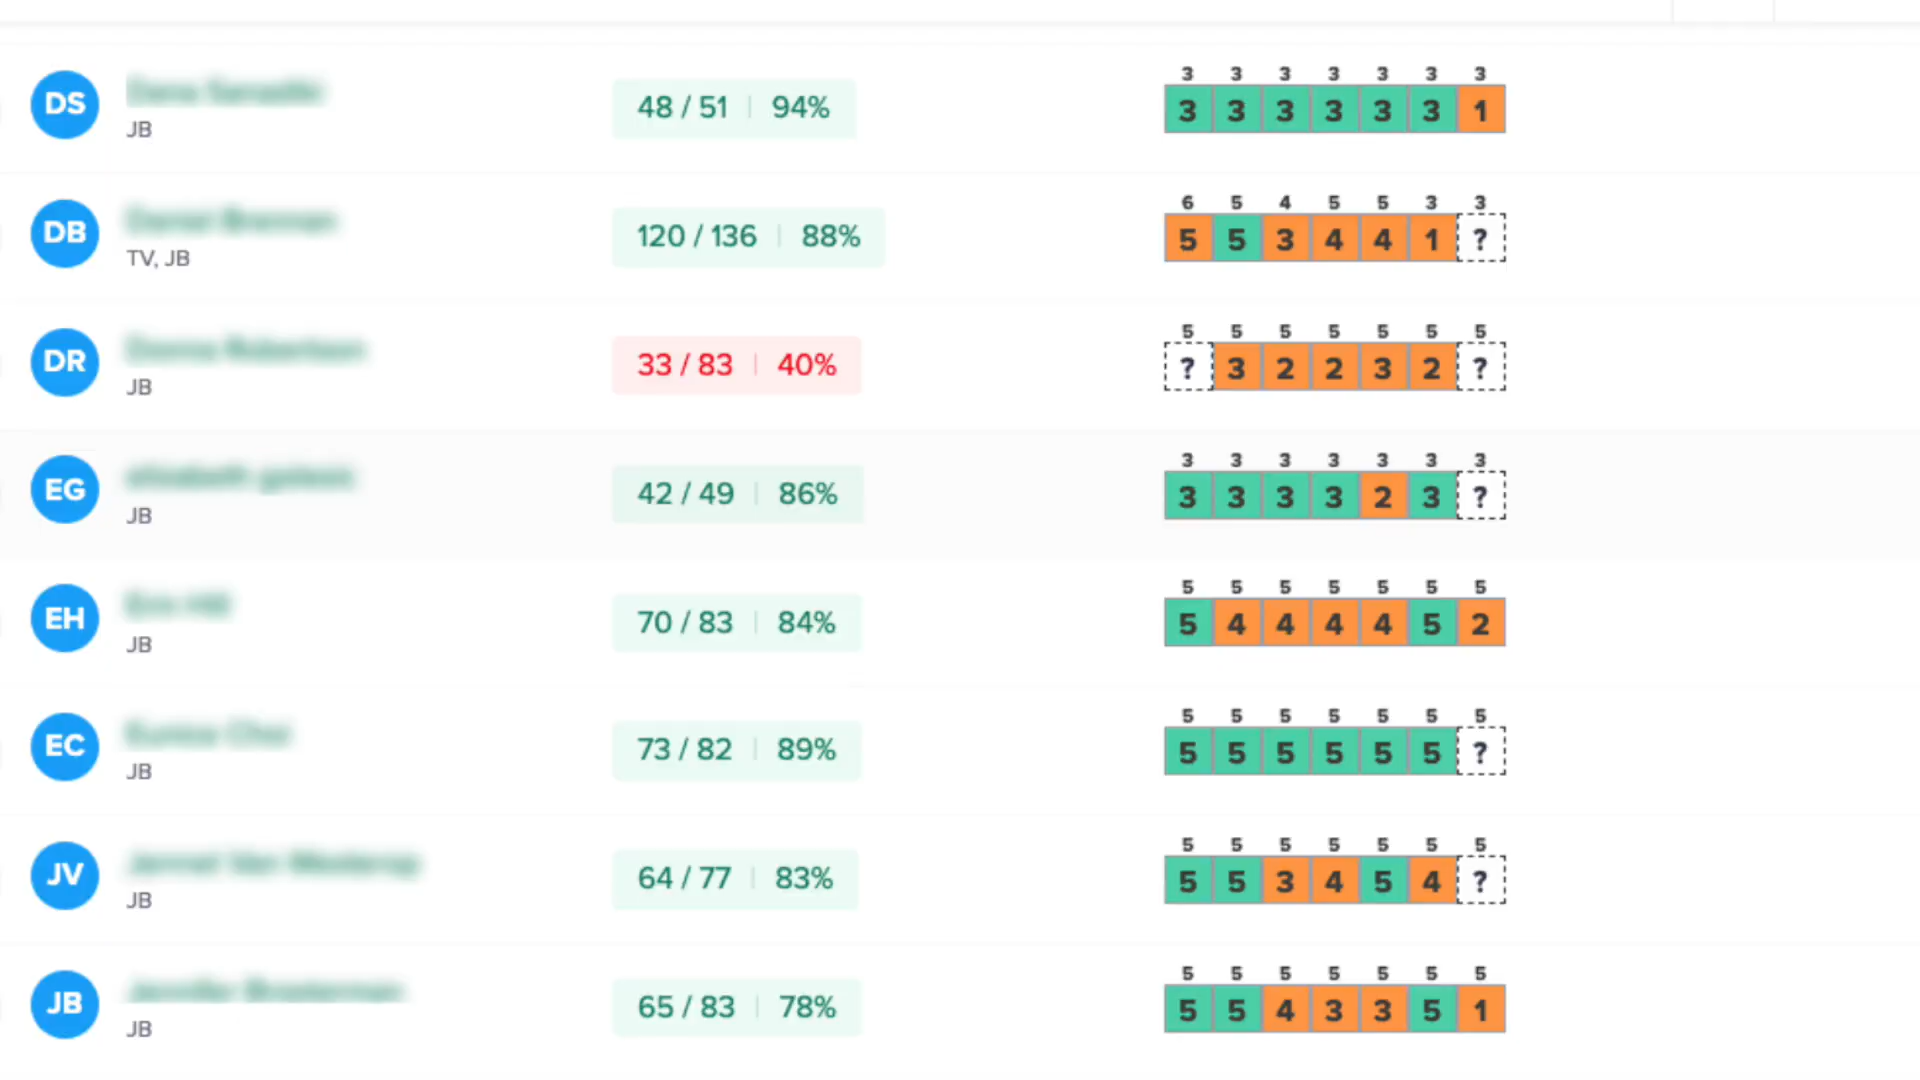 3 3 3 3 3 3 3
DS 48 / 51 | 94% 3 3 3 3 3 3 1
JB
6 5 4 5 5 3 3
DB 120 / 136 | 88% 5 5 3 4 4 1 ?
TV, JB
5 5 5 5 5 5 5
DR 33 / 83 | 40% ? 3 2 2 3 2 ?
JB
3 3 3 3 3 3 3
EG 42 / 49 | 86% 3 3 3 3 2 3 ?
JB
5 5 5 5 5 5 5
EH 70 / 83 | 84% 5 4 4 4 4 5 2
JB
5 5 5 5 5 5 5
EC 73 / 82 | 89% 5 5 5 5 5 5 ?
JB
5 5 5 5 5 5 5
JV 64 / 77 | 83% 5 5 3 4 5 4 ?
JB
5 5 5 5 5 5 5
JB 65 / 83 | 78% 5 5 4 3 3 5 1
JB